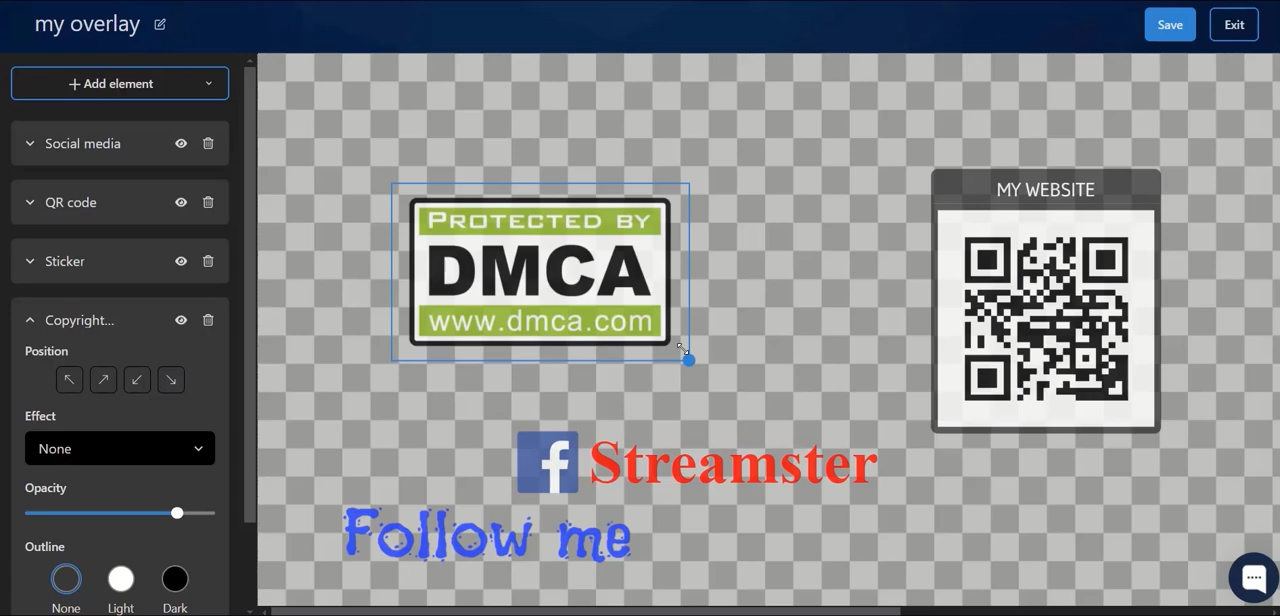 my overlay
Save
Exit
Add element
Social media
QR code
Sticker
Copyright...
Position
Effect
None
Opacity
Outline
None
Light
Dark
PROTECTED BY
DMCA
www.dmca.com
MY WEBSITE
Streamster
Follow me